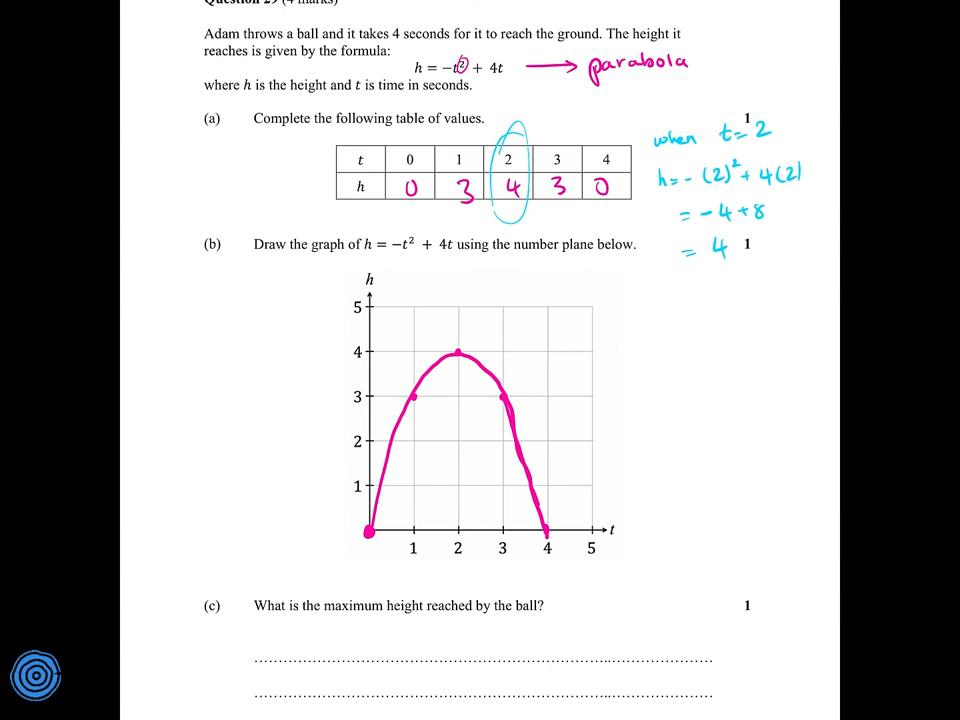 Question 29 (4 marks)
Adam throws a ball and it takes 4 seconds for it to reach the ground. The height it
reaches is given by the formula:
h = −t² + 4t → parabola
where h is the height and t is time in seconds.
(a) Complete the following table of values. 1
when t = 2
t 0 1 2 3 4
h 0 3 4 3 0
h = - (2)² + 4(2)
= - 4 + 8
= 4
(b) Draw the graph of h = −t² + 4t using the number plane below. 1
h
5
4
3
2
1
t
1 2 3 4 5
(c) What is the maximum height reached by the ball? 1